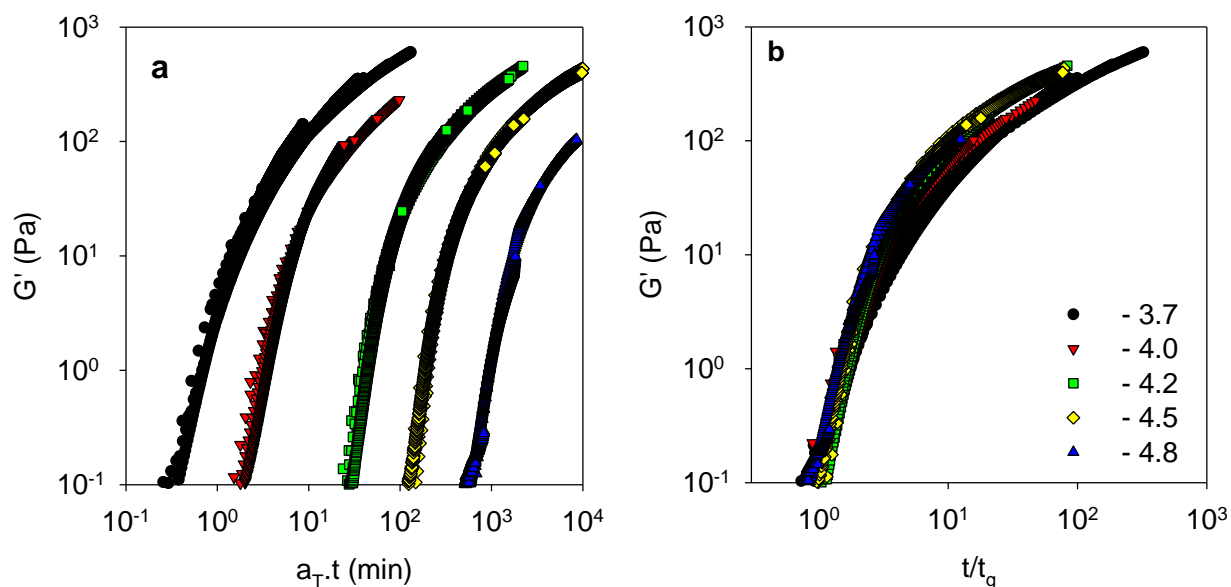 a
G' (Pa)
10³
10²
10¹
10⁰
10⁻¹
10⁻¹ 10⁰ 10¹ 10² 10³ 10⁴
a_T.t (min)
b
G' (Pa)
10³
10²
10¹
10⁰
10⁻¹
10⁰ 10¹ 10² 10³
t/t_g
- 3.7
- 4.0
- 4.2
- 4.5
- 4.8